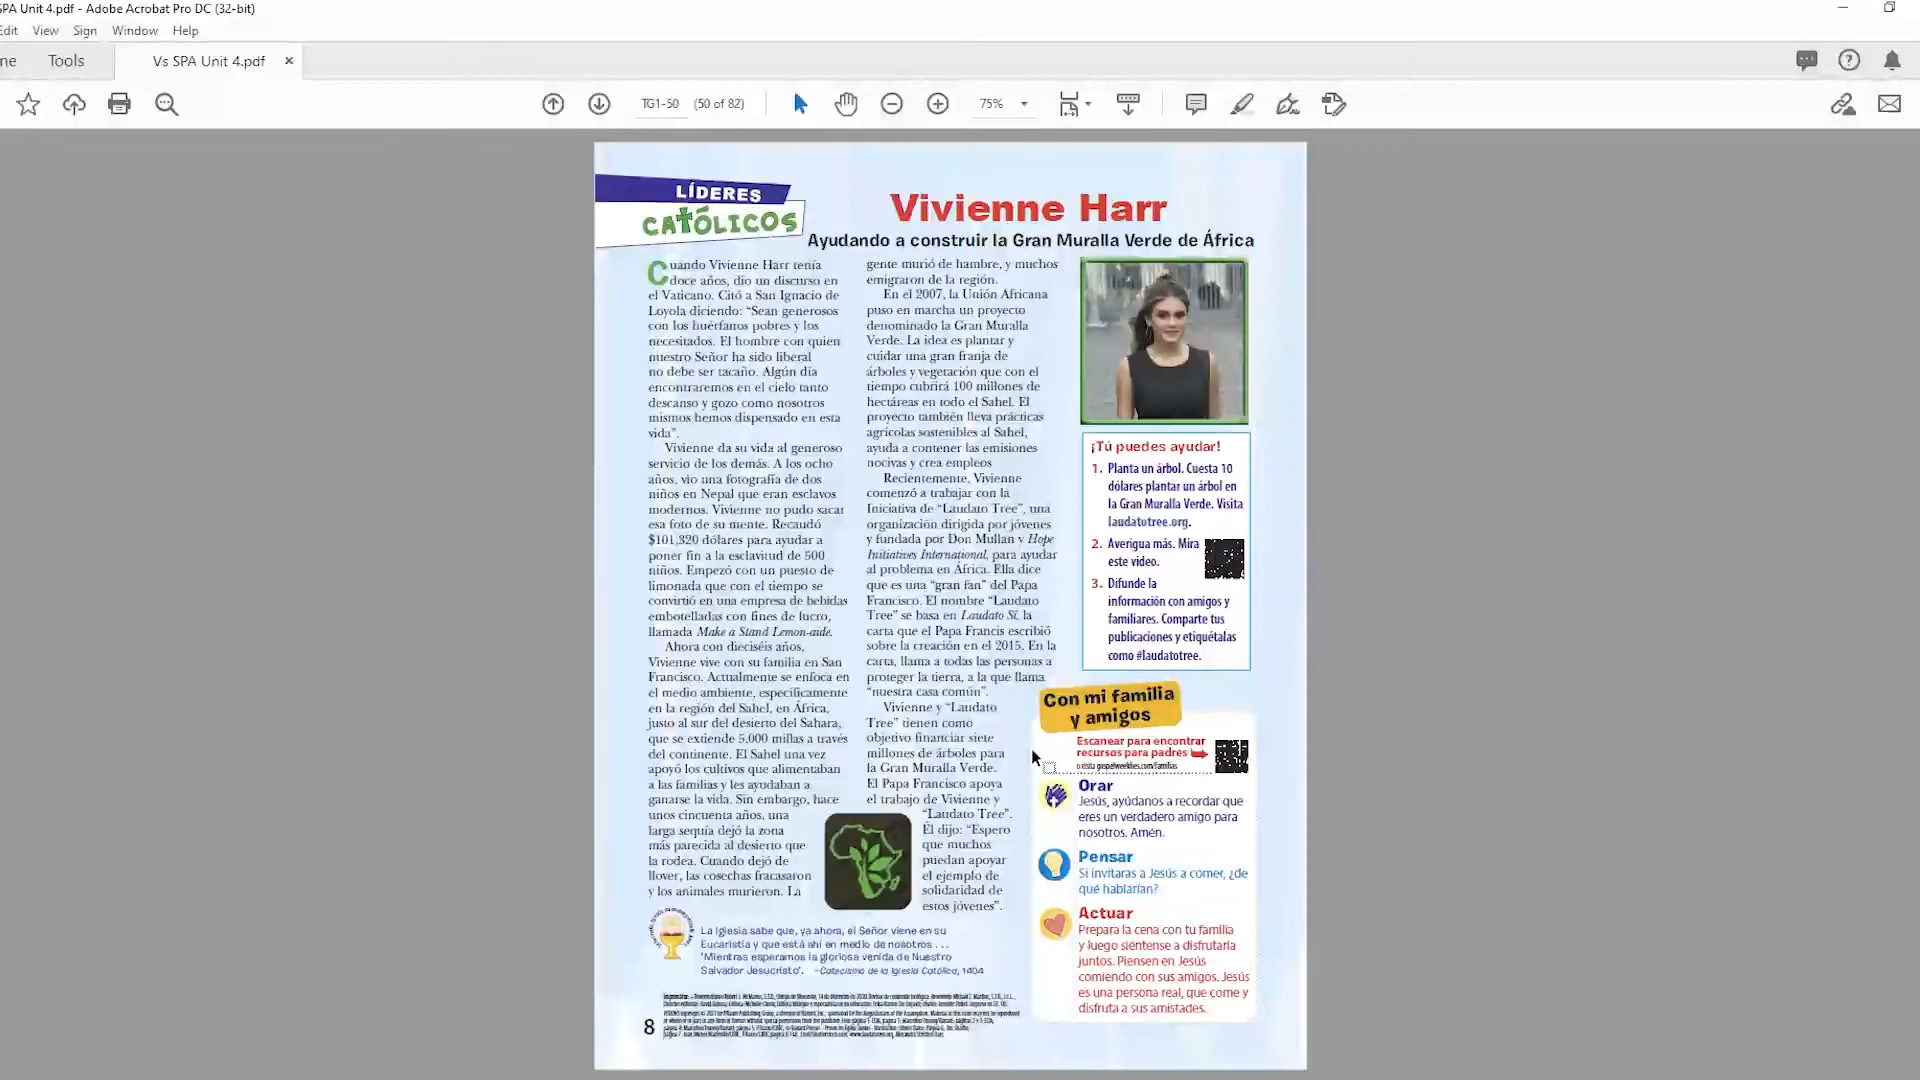 SPA Unit 4.pdf - Adobe Acrobat Pro DC (32-bit)
Edit View Sign Window Help
me Tools Vs SPA Unit 4.pdf
TG1-50 (50 of 82) 75%
LÍDERES
CATÓLICOS
Vivienne Harr
Ayudando a construir la Gran Muralla Verde de África
Cuando Vivienne Harr tenía
doce años, dio un discurso en
el Vaticano. Citó a San Ignacio de
Loyola diciendo: “Sean generosos
con los huérfanos pobres y los
necesitados. El hombre con quien
nuestro Señor ha sido liberal
no debe ser tacaño. Algún día
encontraremos en el cielo tanto
descanso y gozo como nosotros
mismos hemos dispensado en esta
vida”.
Vivienne da su vida al generoso
servicio de los demás. A los ocho
años, vio una fotografía de dos
niños en Nepal que eran esclavos
modernos. Vivienne no pudo sacar
esa foto de su mente. Recaudó
$101,320 dólares para ayudar a
poner fin a la esclavitud de 500
niños. Empezó con un puesto de
limonada que con el tiempo se
convirtió en una empresa de bebidas
embotelladas con fines de lucro,
llamada Make a Stand Lemon-aide.
Ahora con dieciséis años,
Vivienne vive con su familia en San
Francisco. Actualmente se enfoca en
el medio ambiente, específicamente
en la región del Sahel, en África,
justo al sur del desierto del Sahara,
que se extiende 5,000 millas a través
del continente. El Sahel una vez
apoyó los cultivos que alimentaban
a las familias y les ayudaban a
ganarse la vida. Sin embargo, hace
unos cincuenta años, una
larga sequía dejó la zona
más parecida al desierto que
la rodea. Cuando dejó de
llover, las cosechas fracasaron
y los animales murieron. La
gente murió de hambre, y muchos
emigraron de la región.
En el 2007, la Unión Africana
puso en marcha un proyecto
denominado la Gran Muralla
Verde. La idea es plantar y
cuidar una gran franja de
árboles y vegetación que con el
tiempo cubrirá 100 millones de
hectáreas en todo el Sahel. El
proyecto también lleva prácticas
agrícolas sostenibles al Sahel,
ayuda a contener las emisiones
nocivas y crea empleos
Recientemente, Vivienne
comenzó a trabajar con la
Iniciativa de “Laudato Tree”, una
organización dirigida por jóvenes
y fundada por Don Mullan y Hope
Initiatives International, para ayudar
al problema en África. Ella dice
que es una “gran fan” del Papa
Francisco. El nombre “Laudato
Tree” se basa en Laudato Sí, la
carta que el Papa Francis escribió
sobre la creación en el 2015. En la
carta, llama a todas las personas a
proteger la tierra, a la que llama
“nuestra casa común”.
Vivienne y “Laudato
Tree” tienen como
objetivo financiar siete
millones de árboles para
la Gran Muralla Verde.
El Papa Francisco apoya
el trabajo de Vivienne y
“Laudato Tree”.
Él dijo: “Espero
que muchos
puedan apoyar
el ejemplo de
solidaridad de
estos jóvenes”.
¡Tú puedes ayudar!
1. Planta un árbol. Cuesta 10
dólares plantar un árbol en
la Gran Muralla Verde. Visita
laudatotree.org.
2. Averigua más. Mira
este video.
3. Difunde la
información con amigos y
familiares. Comparte tus
publicaciones y etiquétalas
como #laudatotree.
Con mi familia
y amigos
Escanear para encontrar
recursos para padres
o visita gospelweeklies.com/familias
Orar
Jesús, ayúdanos a recordar que
eres un verdadero amigo para
nosotros. Amén.
Pensar
Si invitaras a Jesús a comer, ¿de
qué hablarían?
Actuar
Prepara la cena con tu familia
y luego siéntense a disfrutarla
juntos. Piensen en Jesús
comiendo con sus amigos. Jesús
es una persona real, que come y
disfruta a sus amistades.
La Iglesia sabe que, ya ahora, el Señor viene en su
Eucaristía y que está ahí en medio de nosotros . . .
'Mientras esperamos la gloriosa venida de Nuestro
Salvador Jesucristo'. –Catecismo de la Iglesia Católica, 1404
8